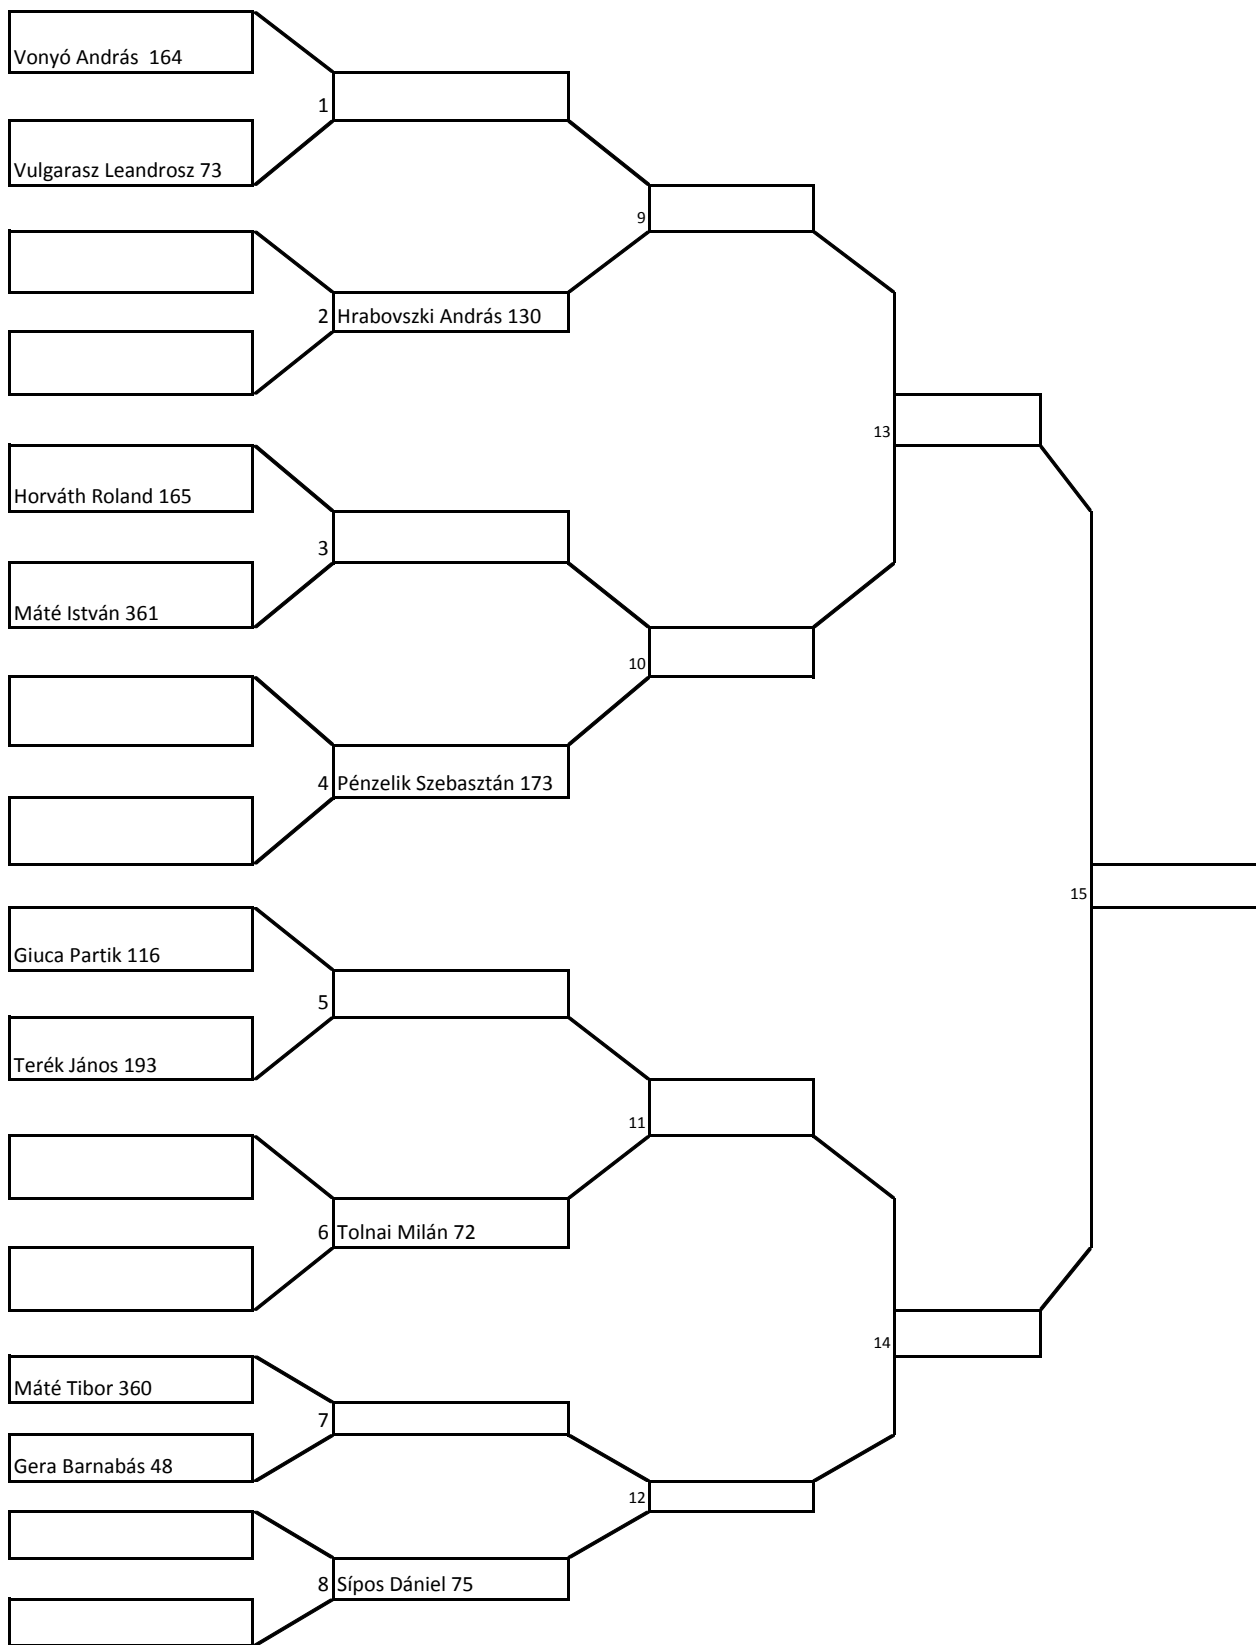 Vonyó András  164
1
Vulgarasz Leandrosz 73
9
2 Hrabovszki András 130
13
Horváth Roland 165
3
Máté István 361
10
4 Pénzelik Szebasztán 173
15
Giuca Partik 116
5
Terék János 193
11
6 Tolnai Milán 72
14
Máté Tibor 360
7
Gera Barnabás 48
12
8 Sípos Dániel 75